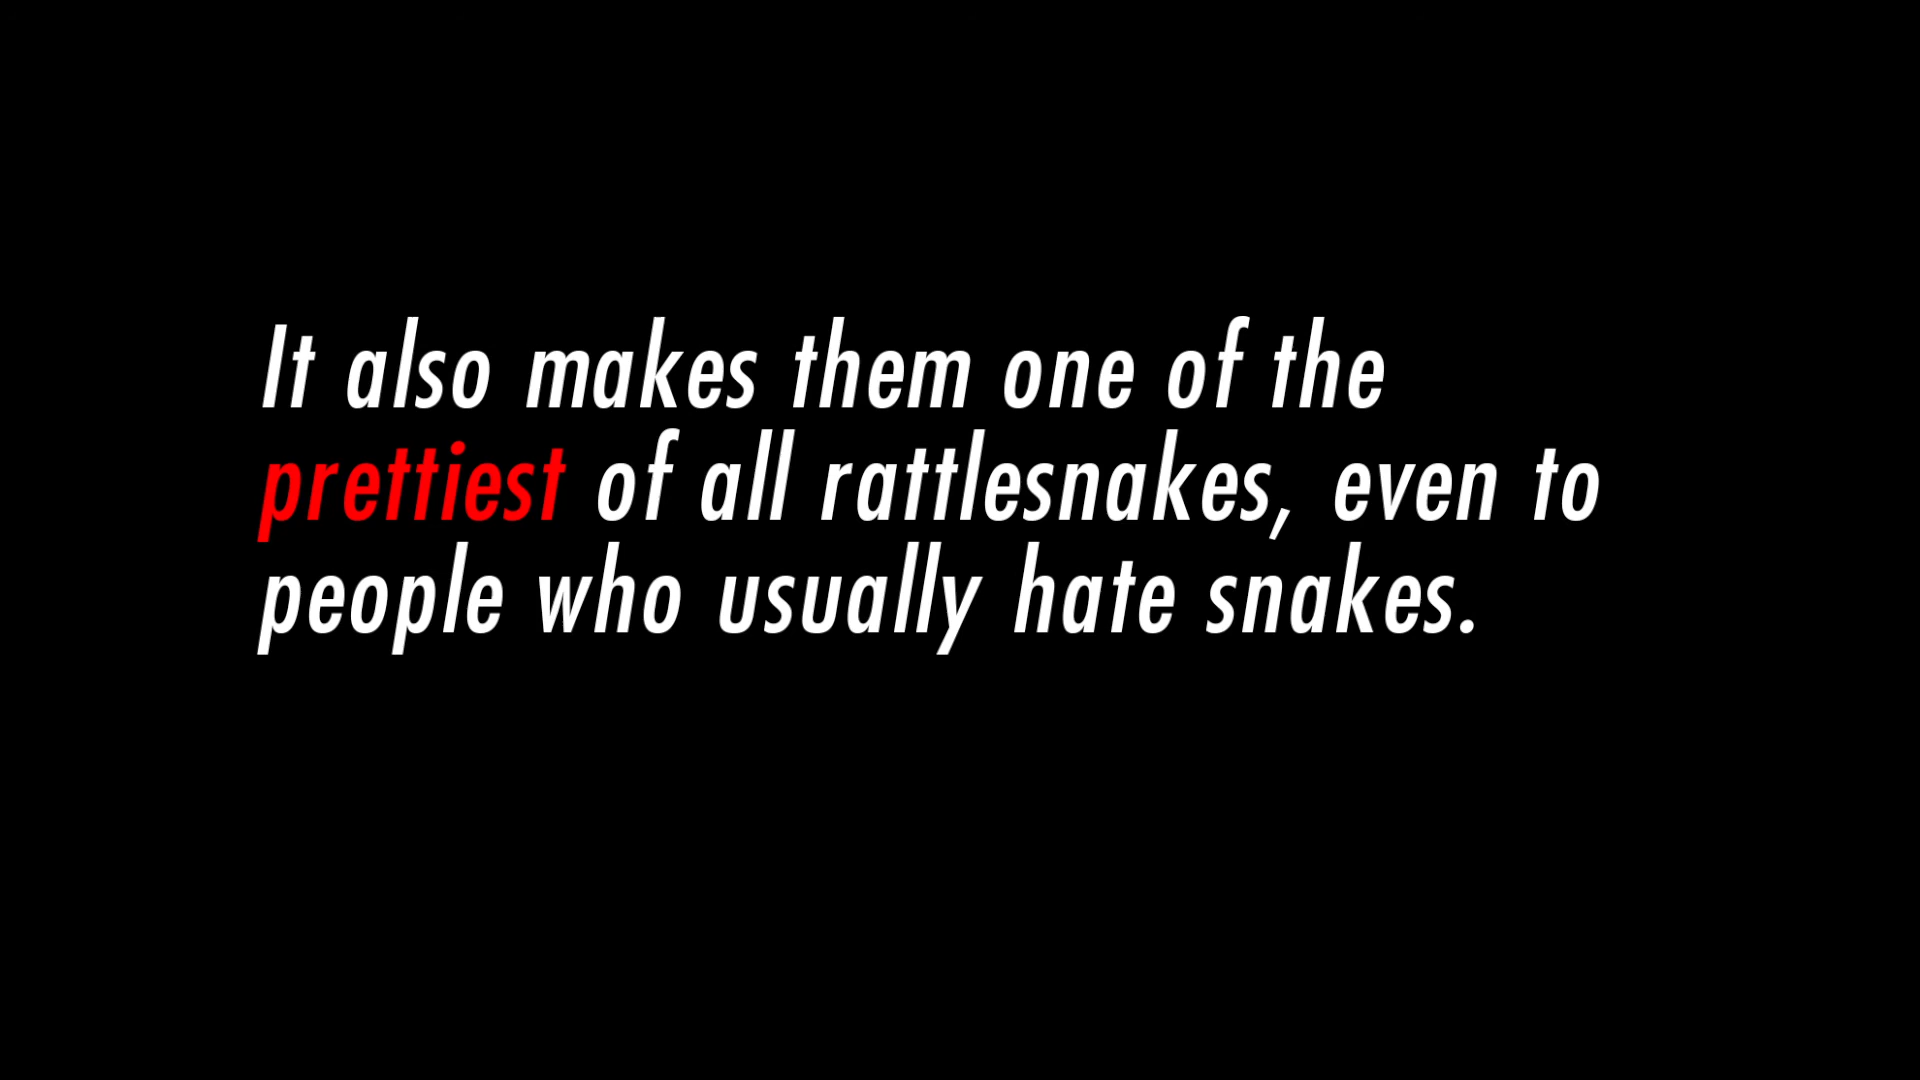 It also makes them one of the
prettiest of all rattlesnakes, even to
people who usually hate snakes.